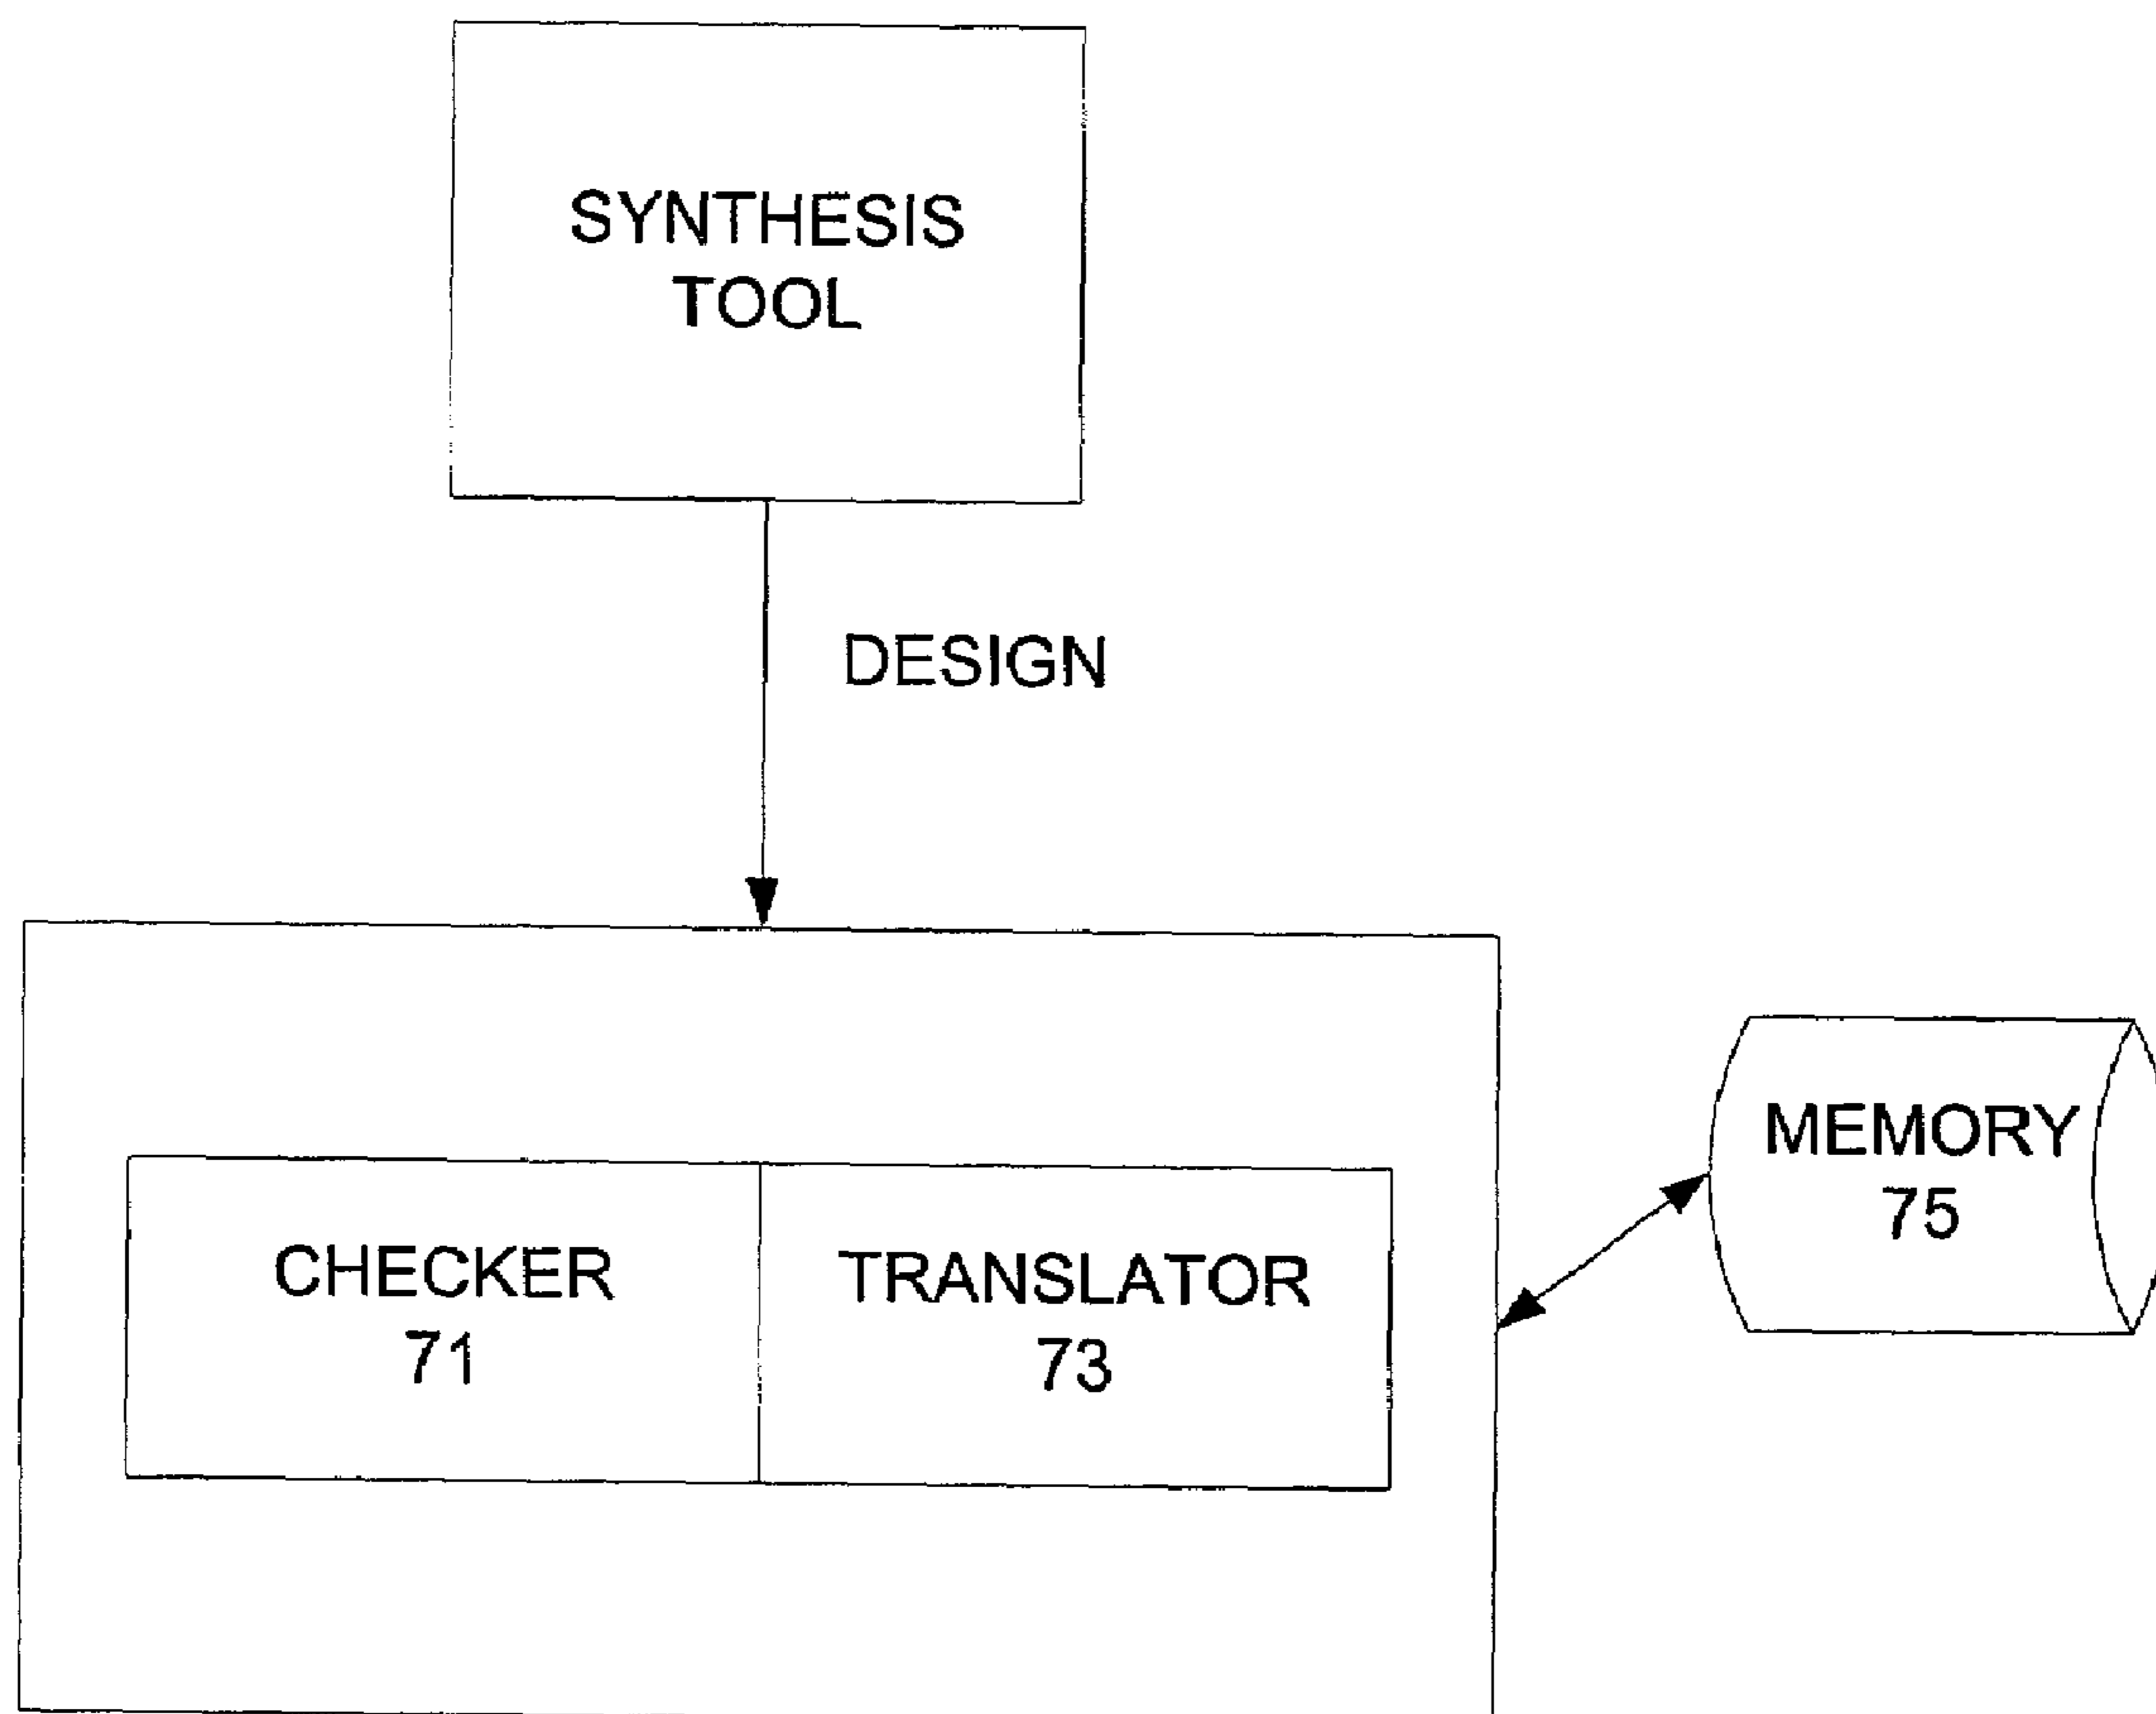 SYNTHESIS
TOOL
DESIGN
MEMORY
75
CHECKER
71
TRANSLATOR
73